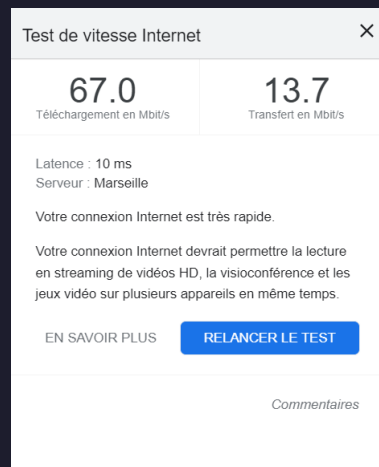 Test de vitesse Internet
67.0
Téléchargement en Mbit/s
13.7
Transfert en Mbit/s
Latence : 10 ms
Serveur : Marseille
Votre connexion Internet est très rapide.
Votre connexion Internet devrait permettre la lecture
en streaming de vidéos HD, la visioconférence et les
jeux vidéo sur plusieurs appareils en même temps.
EN SAVOIR PLUS
RELANCER LE TEST
Commentaires